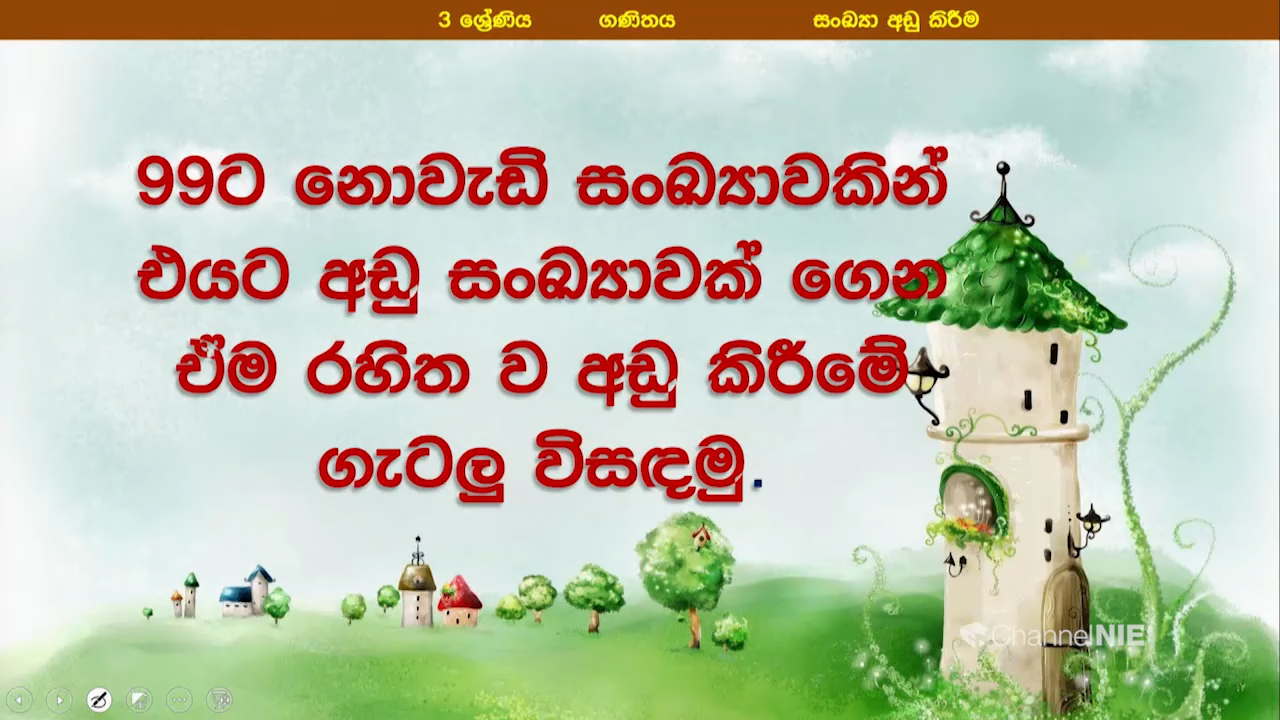 3 ශ්‍රේණිය ගණිතය සංඛ්‍යා අඩු කිරීම
99ට නොවැඩි සංඛ්‍යාවකින්
එයට අඩු සංඛ්‍යාවක් ගෙන
ඒම රහිත ව අඩු කිරීමේ
ගැටලු විසඳමු.
ChannelNIE